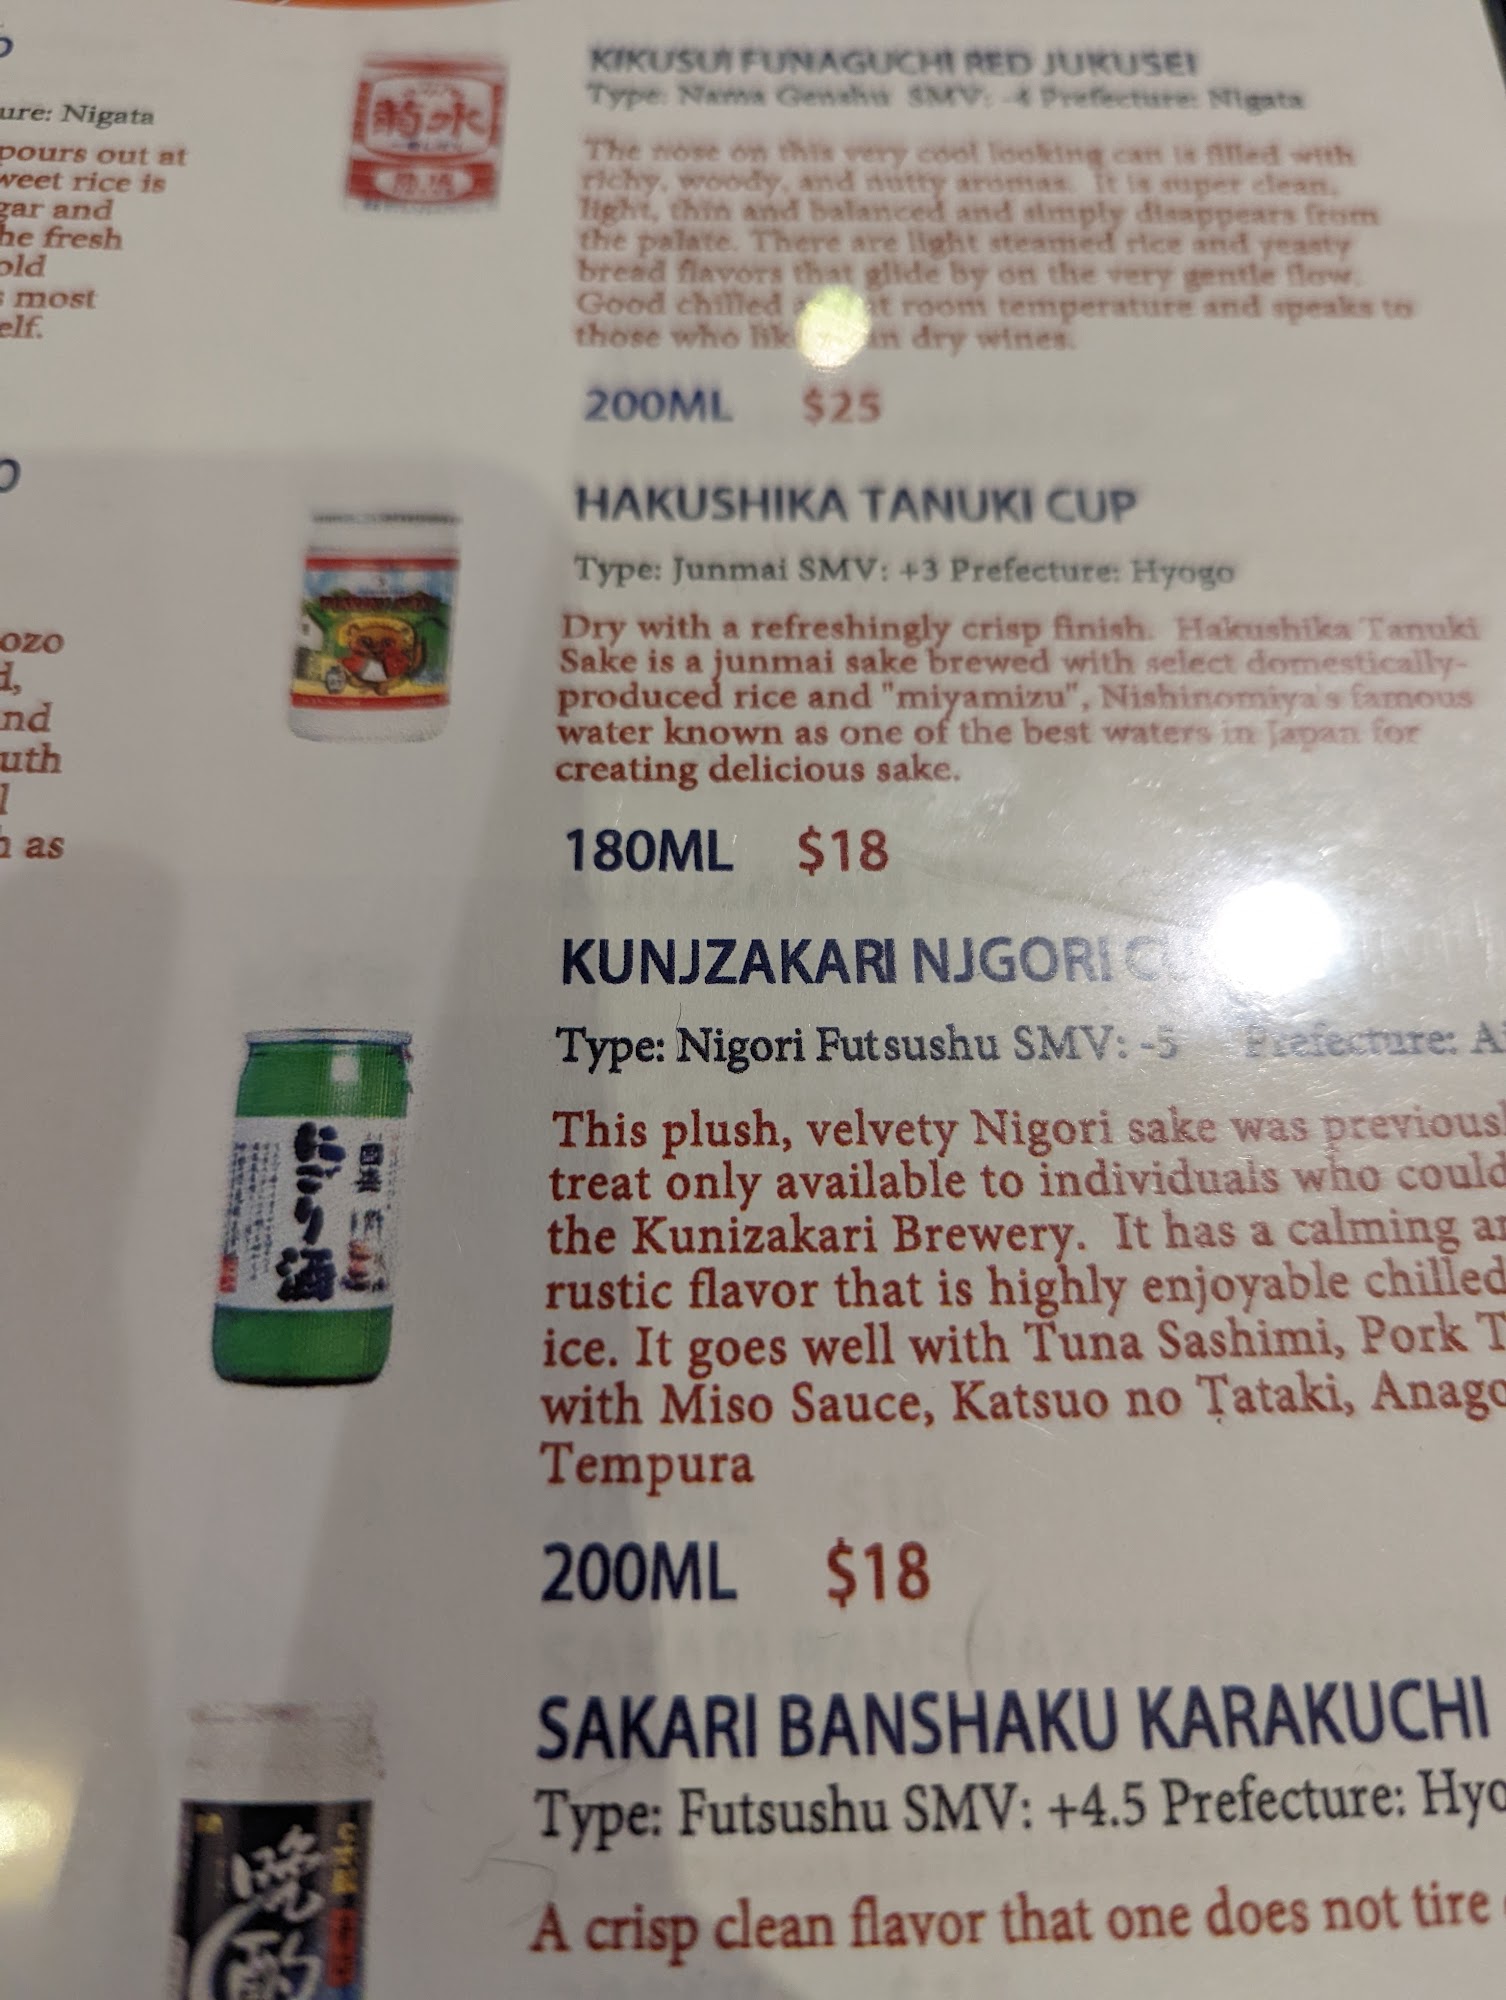 ure: Nigata
pours out at
weet rice is
gar and
he fresh
old
s most
elf.
ozo
d,
nd
uth
l
h as
菊水
KIKUSUI FUNAGUCHI RED JUKUSEI
Type: Nama Genshu SMV: -4 Prefecture: Nigata
The nose on this very cool looking can is filled with
richy, woody, and nutty aromas. It is super clean,
light, thin and balanced and simply disappears from
the palate. There are light steamed rice and yeasty
bread flavors that glide by on the very gentle flow.
Good chilled at room temperature and speaks to
those who dry wines.
200ML $25
HAKUSHIKA TANUKI CUP
Type: Junmai SMV: +3 Prefecture: Hyogo
Dry with a refreshingly crisp finish. Hakushika Tanuki
Sake is a junmai sake brewed with select domestically-
produced rice and "miyamizu", Nishinomiya's famous
water known as one of the best waters in Japan for
creating delicious sake.
180ML $18
KUNJZAKARI NJGORI
Type: Nigori Futsushu SMV: -5 Prefecture: A
国盛
にごり酒
This plush, velvety Nigori sake was previousl
treat only available to individuals who could
the Kunizakari Brewery. It has a calming a
rustic flavor that is highly enjoyable chilled
ice. It goes well with Tuna Sashimi, Pork T
with Miso Sauce, Katsuo no Tataki, Anago
Tempura
200ML $18
SAKARI BANSHAKU KARAKUCHI
Type: Futsushu SMV: +4.5 Prefecture: Hyo
晩酌
A crisp clean flavor that one does not tire